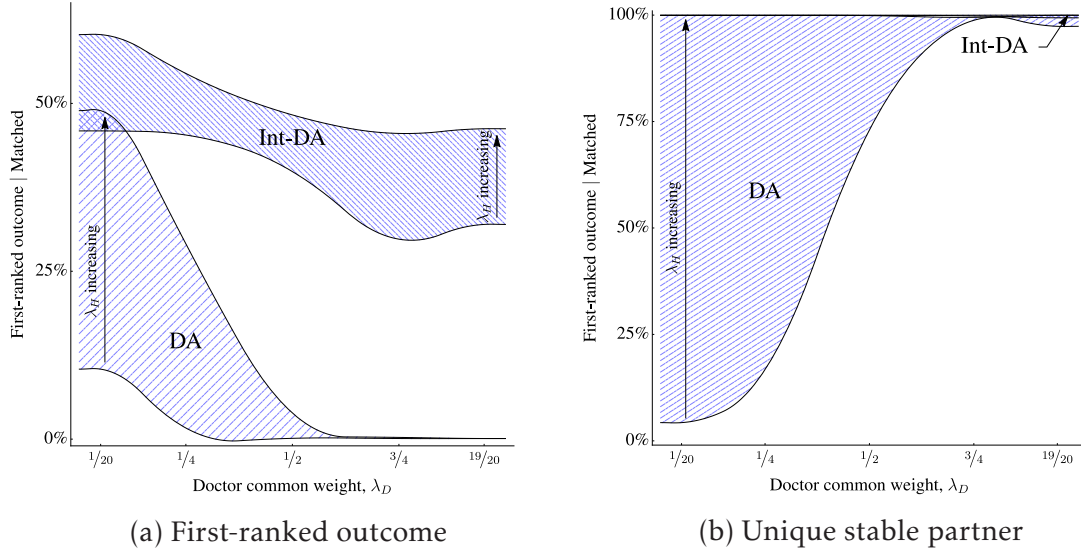 First-ranked outcome | Matched
50%
25%
0%
Int-DA
DA
λH increasing
λH increasing
1/20
1/4
1/2
3/4
19/20
Doctor common weight, λD
(a) First-ranked outcome
First-ranked outcome | Matched
100%
75%
50%
25%
0%
Int-DA
DA
λH increasing
1/20
1/4
1/2
3/4
19/20
Doctor common weight, λD
(b) Unique stable partner